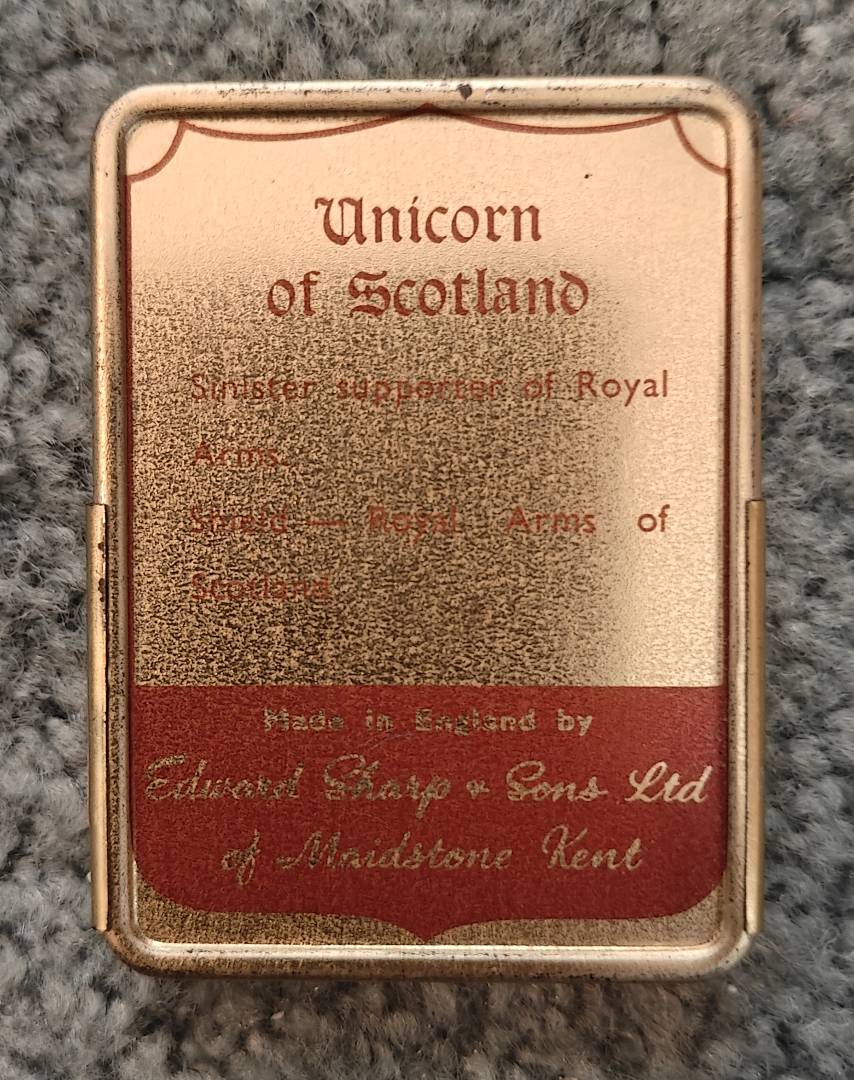 Unicorn
of Scotland
Sinister supporter of Royal
Arms.
Shield — Royal Arms of
Scotland.
Made in England by
Edward Sharp & Sons Ltd
of Maidstone Kent